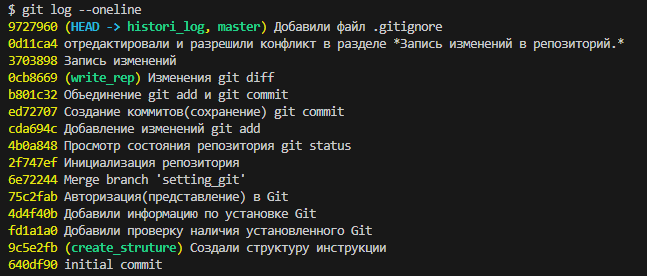 $ git log --oneline
9727960 (HEAD -> histori_log, master) Добавили файл .gitignore
0d11ca4 отредактировали и разрешили конфликт в разделе *Запись изменений в репозиторий.*
3703898 Запись изменений
0cb8669 (write_rep) Изменения git diff
b801c32 Объединение git add и git commit
ed72707 Создание коммитов(сохранение) git commit
cda694c Добавление изменений git add
4b0a848 Просмотр состояния репозитория git status
2f747ef Инициализация репозитория
6e72244 Merge branch 'setting_git'
75c2fab Авторизация(представление) в Git
4d4f40b Добавили информацию по установке Git
fd1a1a0 Добавили проверку наличия установленного Git
9c5e2fb (create_struture) Создали структуру инструкции
640df90 initial commit